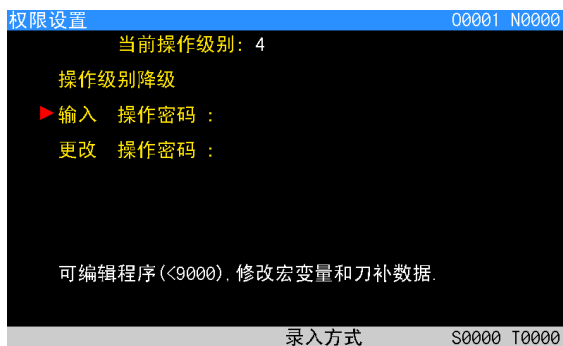 权限设置 O0001 N0000
当前操作级别: 4
操作级别降级
输入 操作密码 :
更改 操作密码 :
可编辑程序(<9000),修改宏变量和刀补数据.
录入方式 S0000 T0000